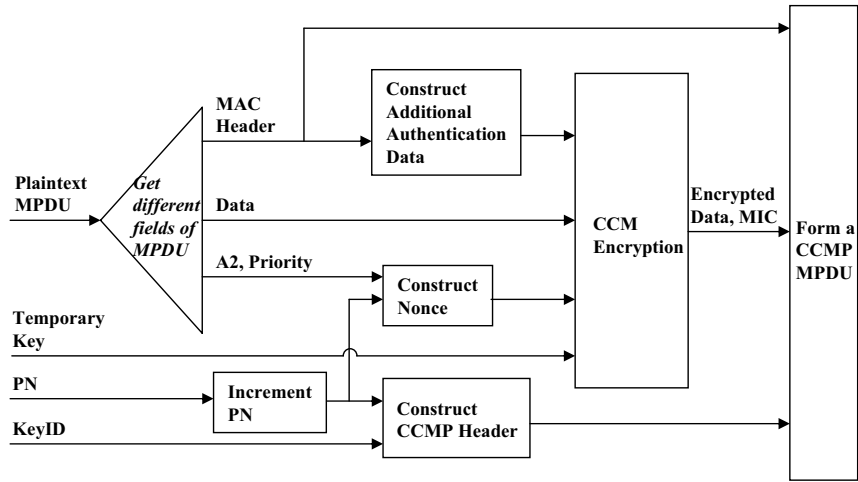 MAC
Header
Construct
Additional
Authentication
Data
Plaintext
MPDU
Get
different
fields of
MPDU
Data
CCM
Encryption
Encrypted
Data, MIC
Form a
CCMP
MPDU
A2, Priority
Construct
Nonce
Temporary
Key
PN
Increment
PN
Construct
CCMP Header
KeyID